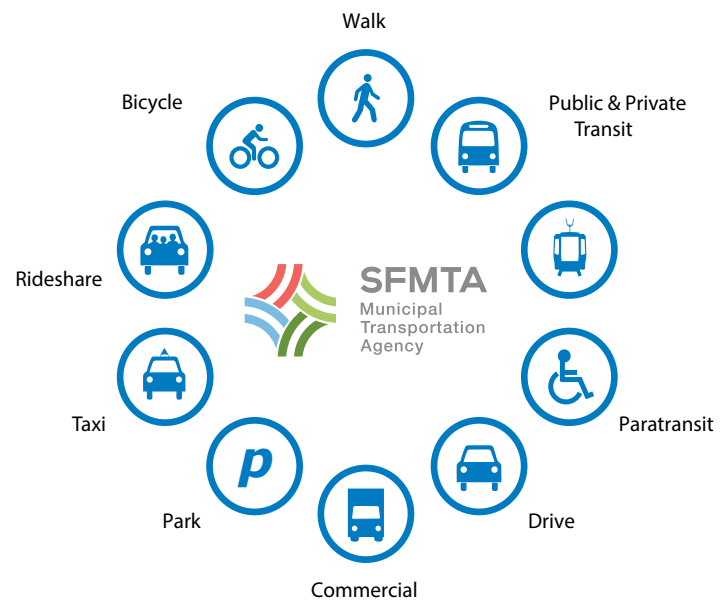 Walk
Bicycle
Public & Private
Transit
Rideshare
SFMTA
Municipal
Transportation
Agency
Taxi
Paratransit
p
Park
Drive
Commercial